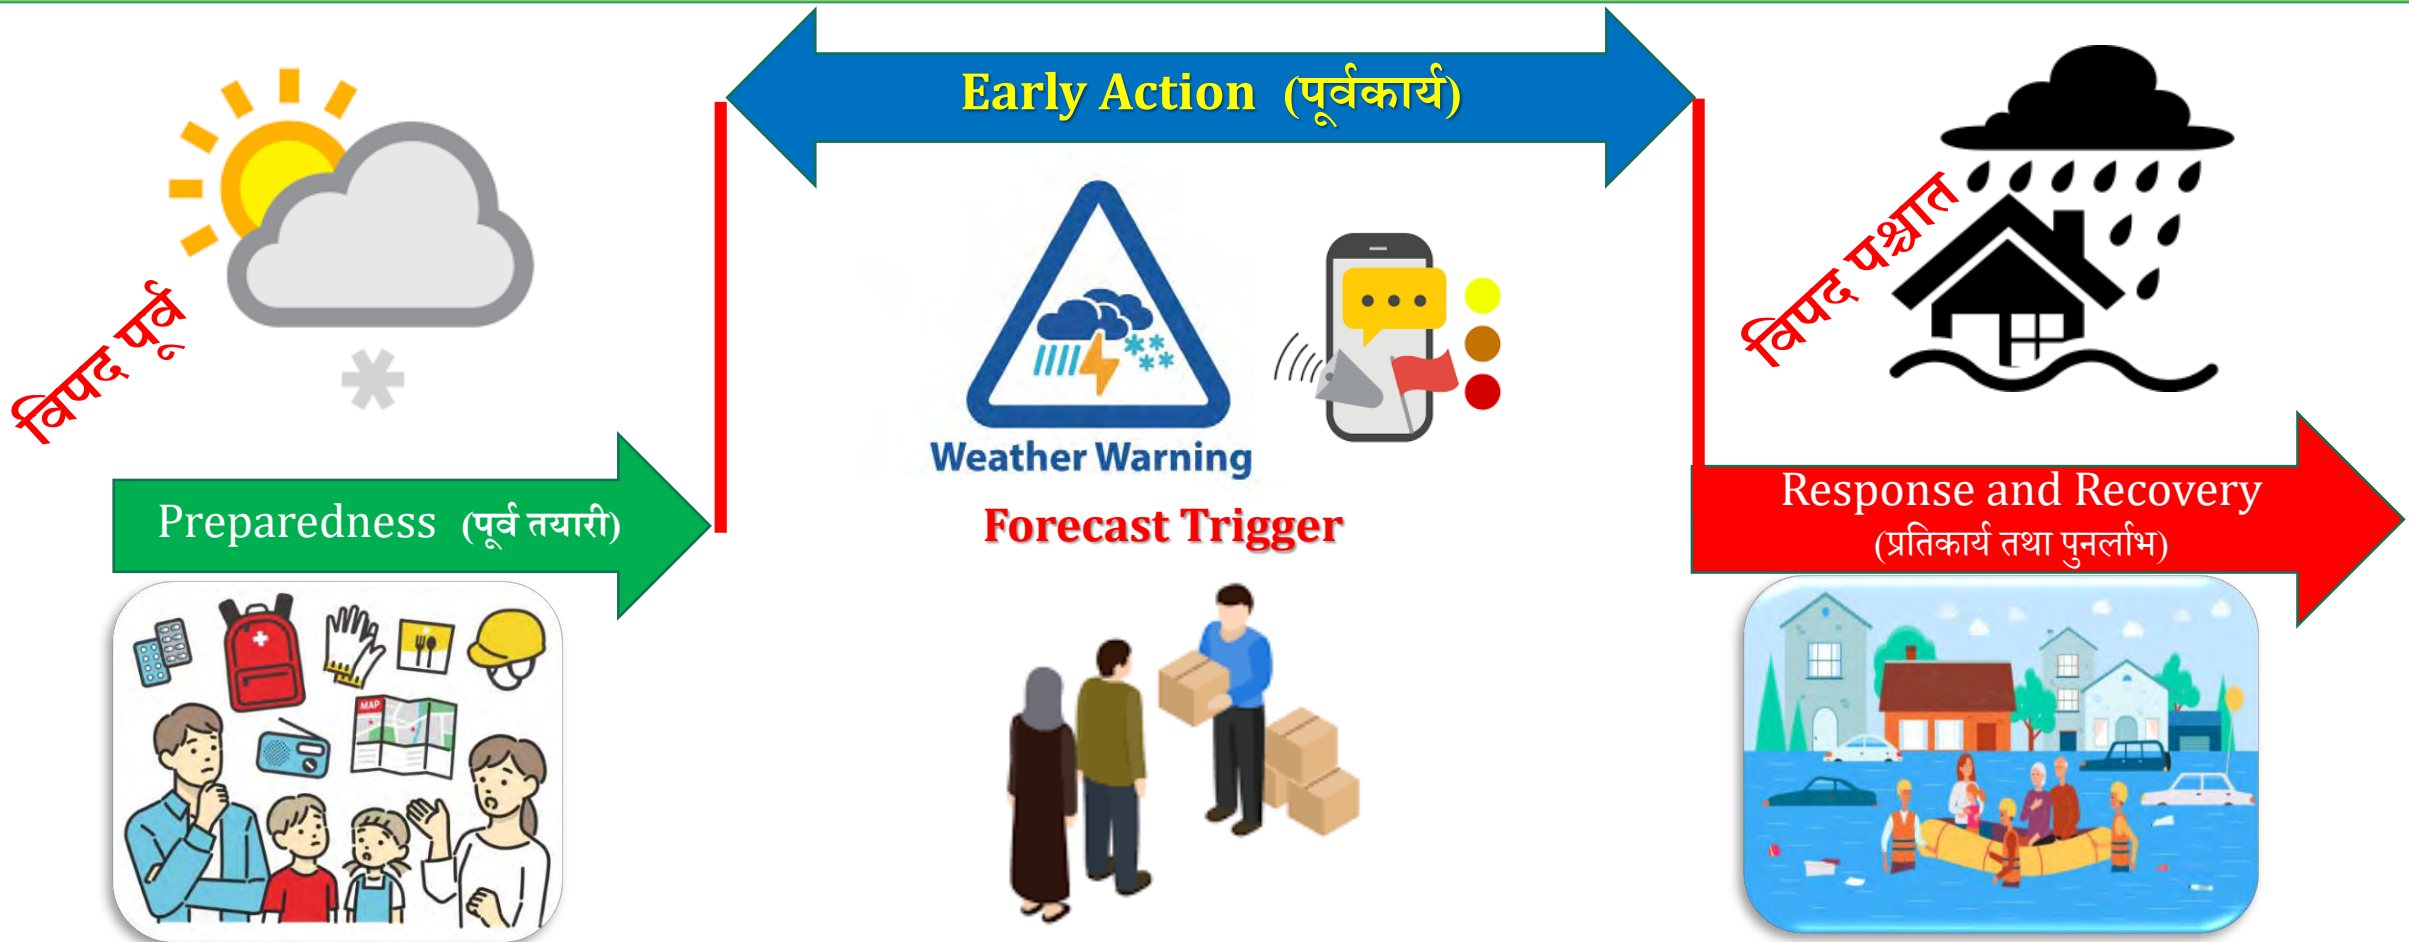 Early Action (पूर्वकार्य)
विपद पूर्व
Weather Warning
विपद पश्चात
Preparedness (पूर्व तयारी)
Forecast Trigger
Response and Recovery
(प्रतिकार्य तथा पुनर्लाभ)
MAP